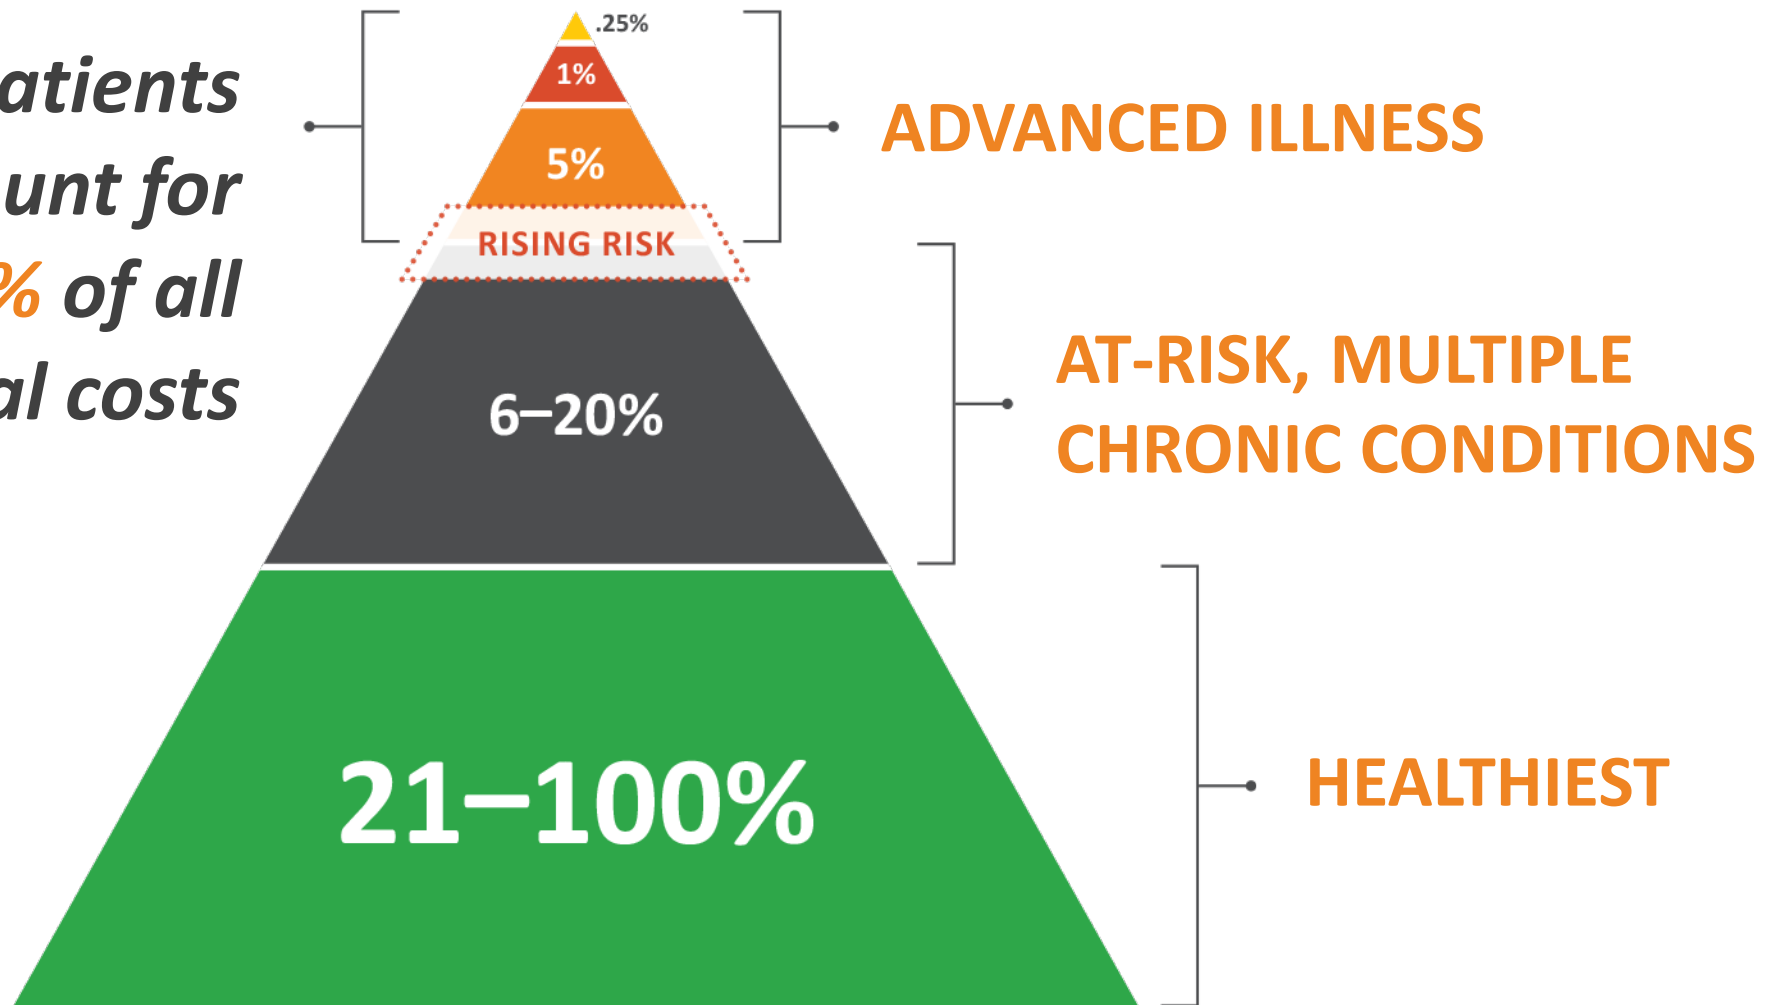 atients
unt for
% of all
al costs
.25%
1%
5%
RISING RISK
6–20%
21–100%
ADVANCED ILLNESS
AT-RISK, MULTIPLE
CHRONIC CONDITIONS
HEALTHIEST